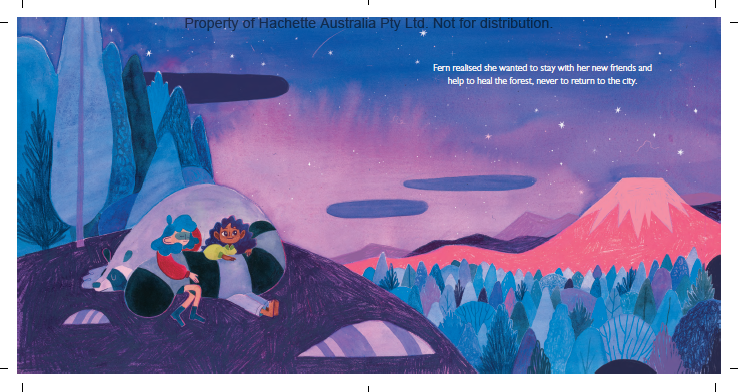 Property of Hachette Australia Pty Ltd. Not for distribution.
Fern realised she wanted to stay with her new friends and
help to heal the forest, never to return to the city.